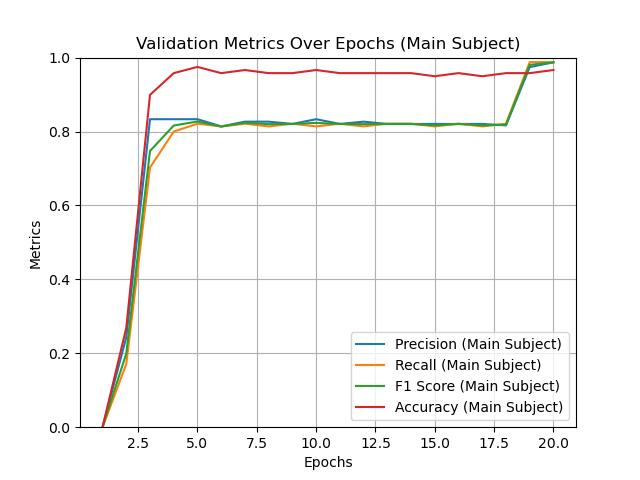 Validation Metrics Over Epochs (Main Subject)
1.0
0.8
0.6
0.4
0.2
0.0
Metrics
Precision (Main Subject)
Recall (Main Subject)
F1 Score (Main Subject)
Accuracy (Main Subject)
2.5 5.0 7.5 10.0 12.5 15.0 17.5 20.0
Epochs